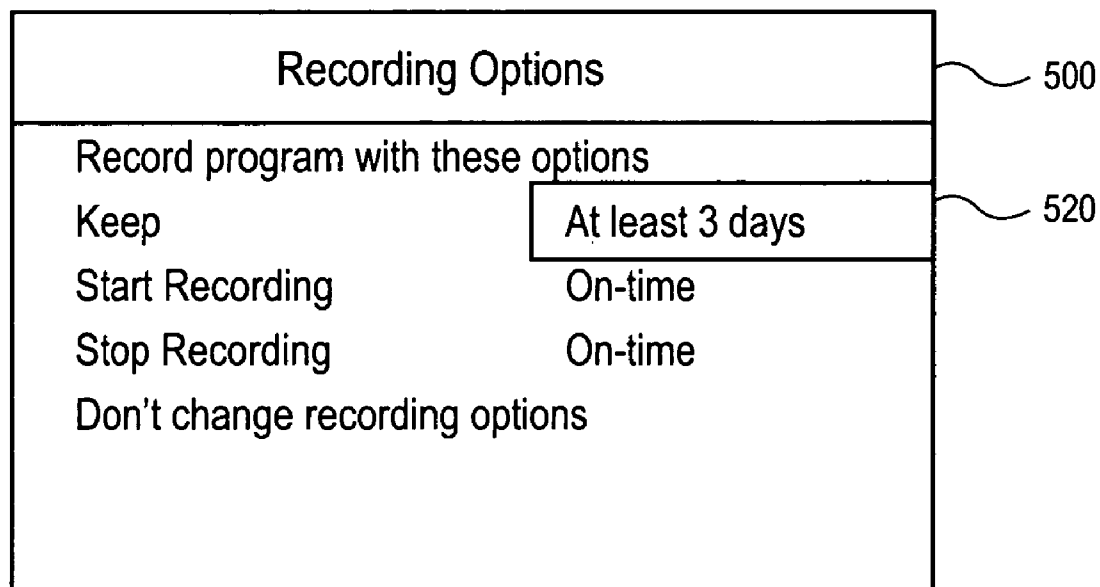 Recording Options
500
Record program with these options
Keep At least 3 days
520
Start Recording On-time
Stop Recording On-time
Don't change recording options